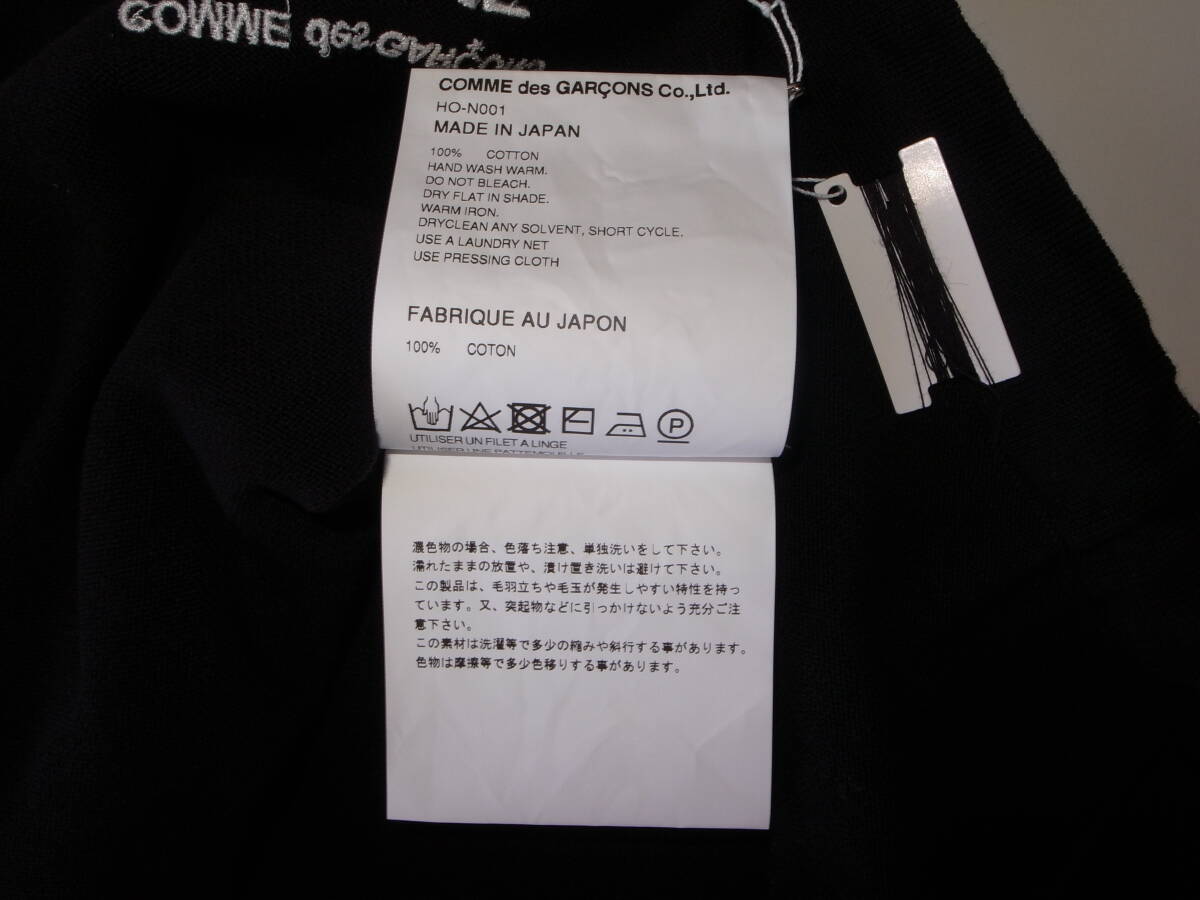 COMME des GARÇONS
COMME des GARÇONS Co.,Ltd.
HO-N001
MADE IN JAPAN
100% COTTON
HAND WASH WARM.
DO NOT BLEACH.
DRY FLAT IN SHADE.
WARM IRON.
DRYCLEAN ANY SOLVENT, SHORT CYCLE.
USE A LAUNDRY NET
USE PRESSING CLOTH
FABRIQUE AU JAPON
100% COTON
P
UTILISER UN FILET A LINGE
UTILISER UNE PATTEMOUILLE
濃色物の場合、色落ち注意、単独洗いをして下さい。
濡れたままの放置や、漬け置き洗いは避けて下さい。
この製品は、毛羽立ちや毛玉が発生しやすい特性を持っ
ています。又、突起物などに引っかけないよう充分ご注
意下さい。
この素材は洗濯等で多少の縮みや斜行する事があります。
色物は摩擦等で多少色移りする事があります。